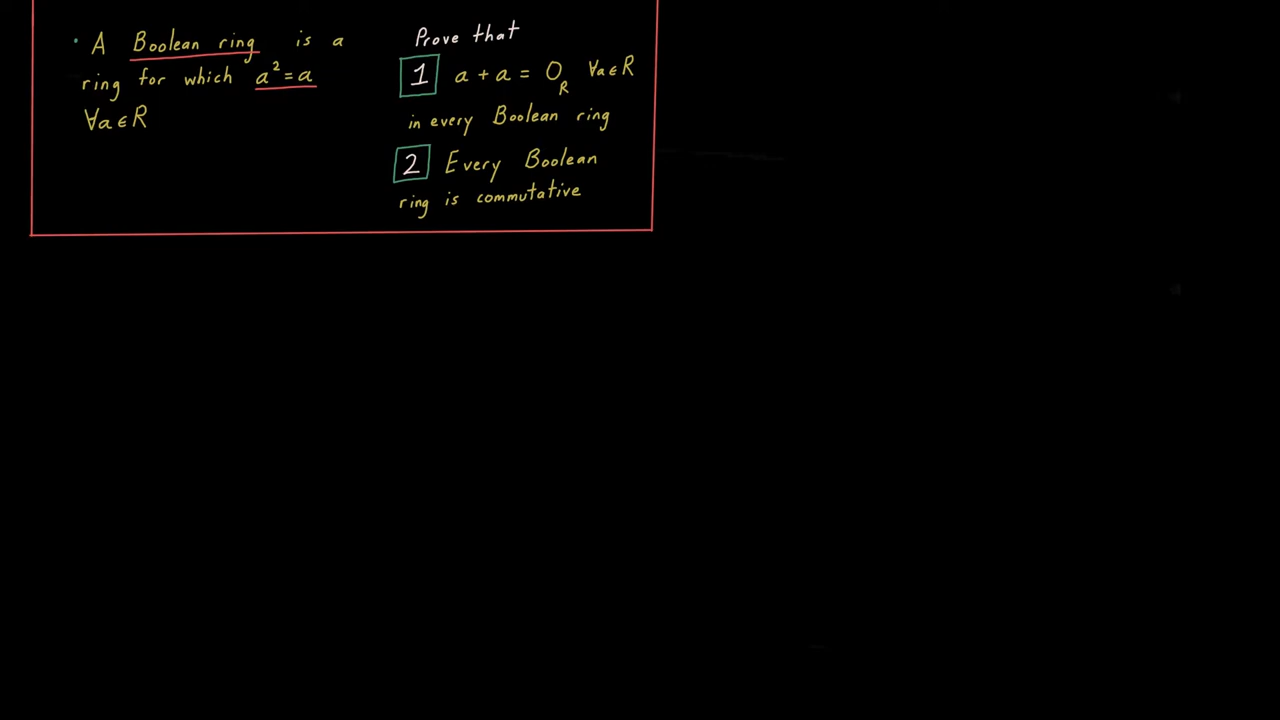 · A Boolean ring is a
ring for which a² = a
∀a ∈ R
Prove that
1 a + a = 0_R ∀a ∈ R
in every Boolean ring
2 Every Boolean
ring is commutative